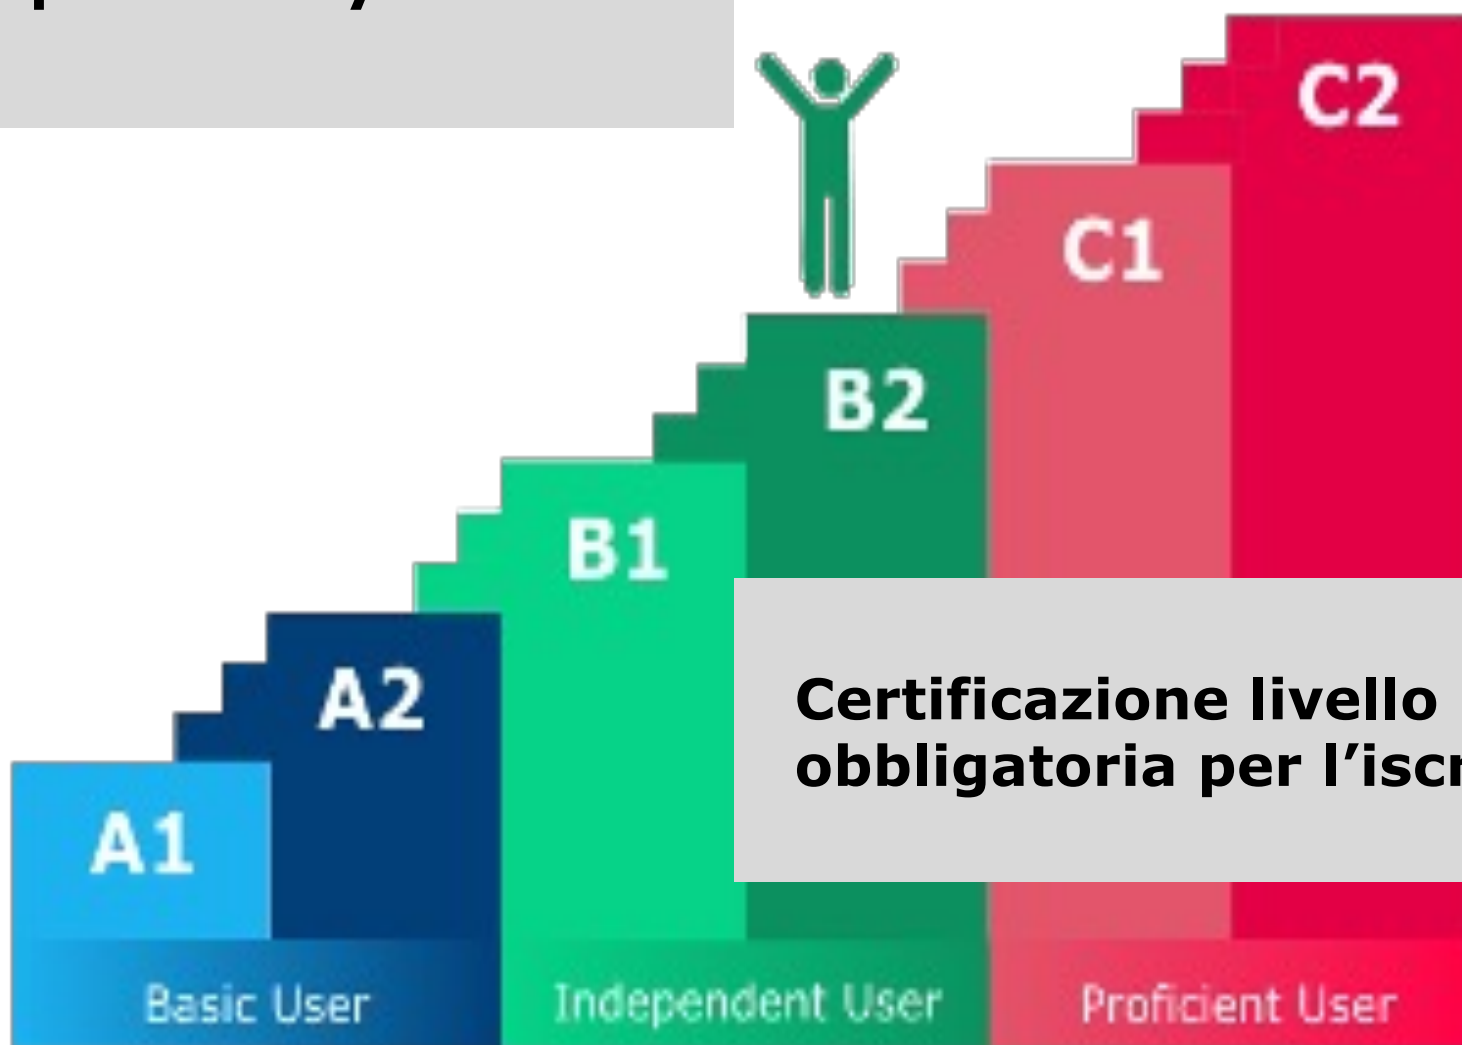 C2
C1
B2
B1
Certificazione livello
obbligatoria per l’iscr
A2
A1
Basic User
Independent User
Proficient User